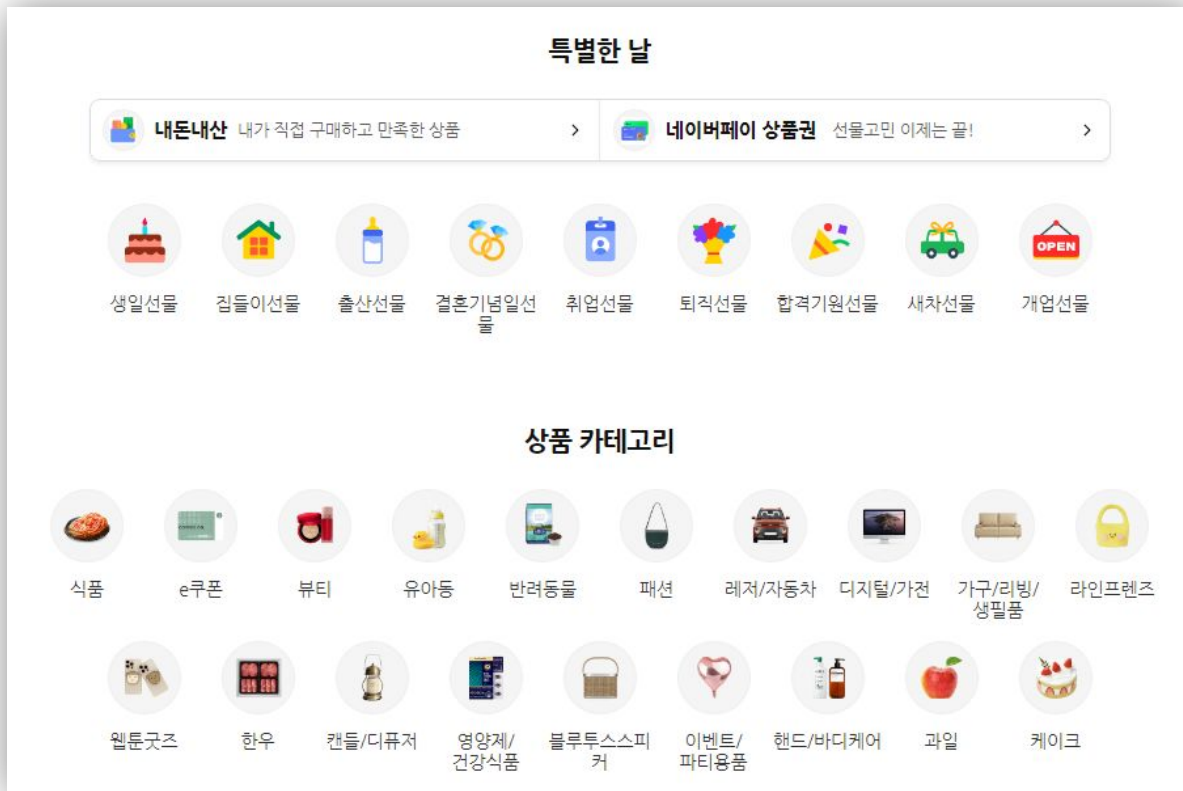 특별한 날
내돈내산 내가 직접 구매하고 만족한 상품
네이버페이 상품권 선물고민 이제는 끝!
OPEN
생일선물
집들이선물
출산선물
결혼기념일선
물
취업선물
퇴직선물
합격기원선물
새차선물
개업선물
상품 카테고리
식품
e쿠폰
뷰티
유아동
반려동물
패션
레저/자동차
디지털/가전
가구/리빙/
생필품
라인프렌즈
웹툰굿즈
한우
캔들/디퓨저
영양제/
건강식품
블루투스스피
커
이벤트/
파티용품
핸드/바디케어
과일
케이크